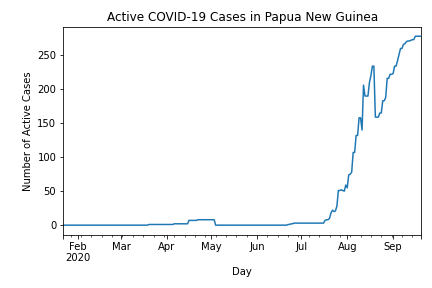 Active COVID-19 Cases in Papua New Guinea
Number of Active Cases
250
200
150
100
50
0
Feb Mar Apr May Jun Jul Aug Sep
2020
Day